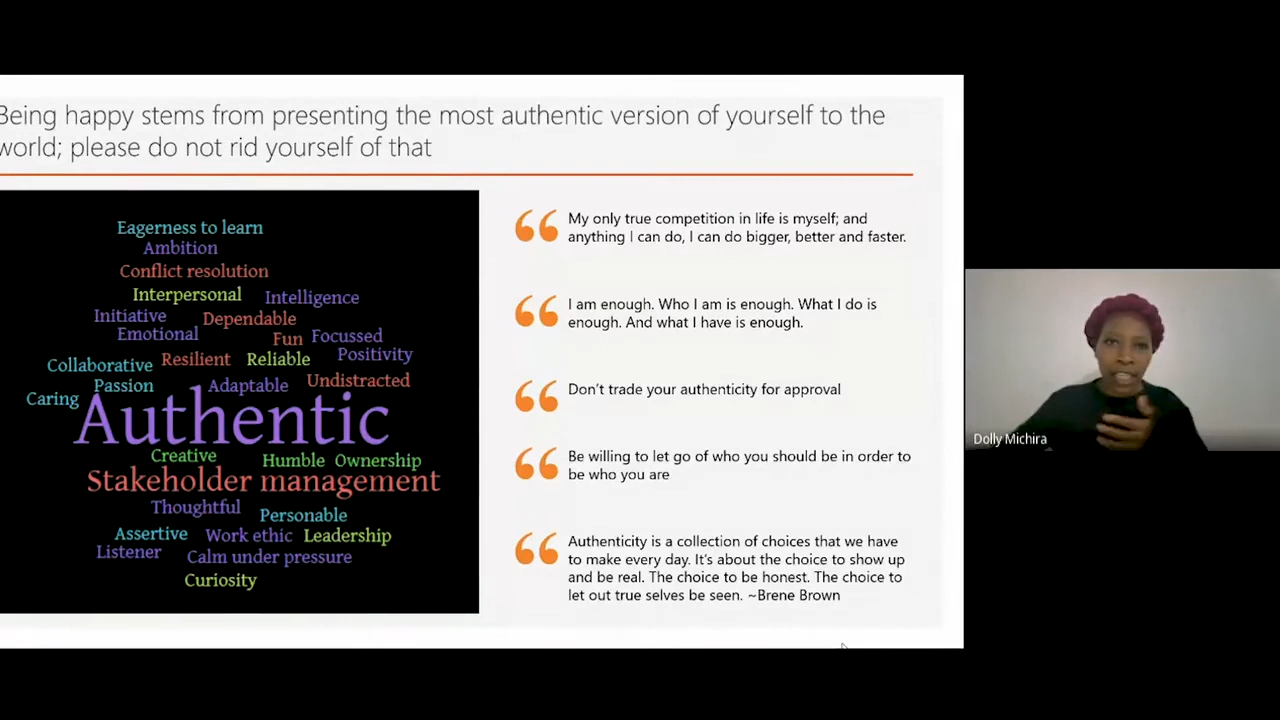 Being happy stems from presenting the most authentic version of yourself to the
world; please do not rid yourself of that
Eagerness to learn
Ambition
Conflict resolution
Interpersonal Intelligence
Initiative Dependable
Emotional Fun Focussed
Collaborative Resilient Reliable Positivity
Passion Adaptable Undistracted
Caring
Authentic
Creative Humble Ownership
Stakeholder management
Thoughtful Personable
Assertive Work ethic Leadership
Listener Calm under pressure
Curiosity
“ My only true competition in life is myself; and
anything I can do, I can do bigger, better and faster.
“ I am enough. Who I am is enough. What I do is
enough. And what I have is enough.
“ Don’t trade your authenticity for approval
“ Be willing to let go of who you should be in order to
be who you are
“ Authenticity is a collection of choices that we have
to make every day. It’s about the choice to show up
and be real. The choice to be honest. The choice to
let out true selves be seen. ~Brene Brown
Dolly Michira